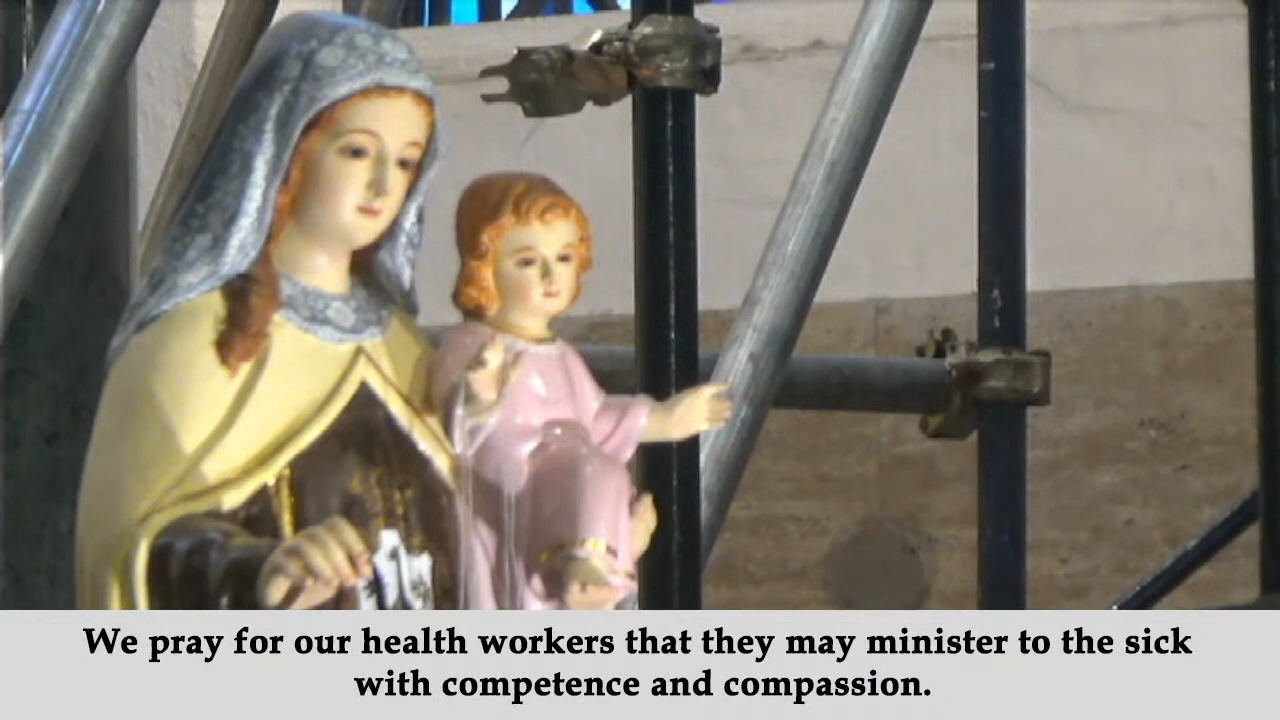 We pray for our health workers that they may minister to the sick
with competence and compassion.